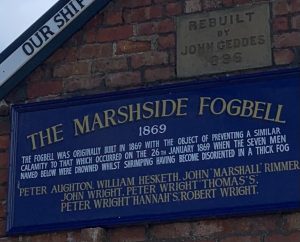 OUR SHIP
REBUILT
BY
JOHN GEDDES
THE MARSHSIDE FOGBELL
1869
THE FOGBELL WAS ORIGINALLY BUILT IN 1869 WITH THE OBJECT OF PREVENTING A SIMILAR
CALAMITY TO THAT WHICH OCCURRED ON THE 26TH JANUARY 1869 WHEN THE SEVEN MEN
NAMED BELOW WERE DROWNED WHILST SHRIMPING HAVING BECOME DISORIENTED IN A THICK FOG
PETER AUGHTON, WILLIAM HESKETH, JOHN "MARSHALL" RIMMER,
JOHN WRIGHT, PETER WRIGHT "THOMAS'S",
PETER WRIGHT "HANNAH'S", ROBERT WRIGHT.